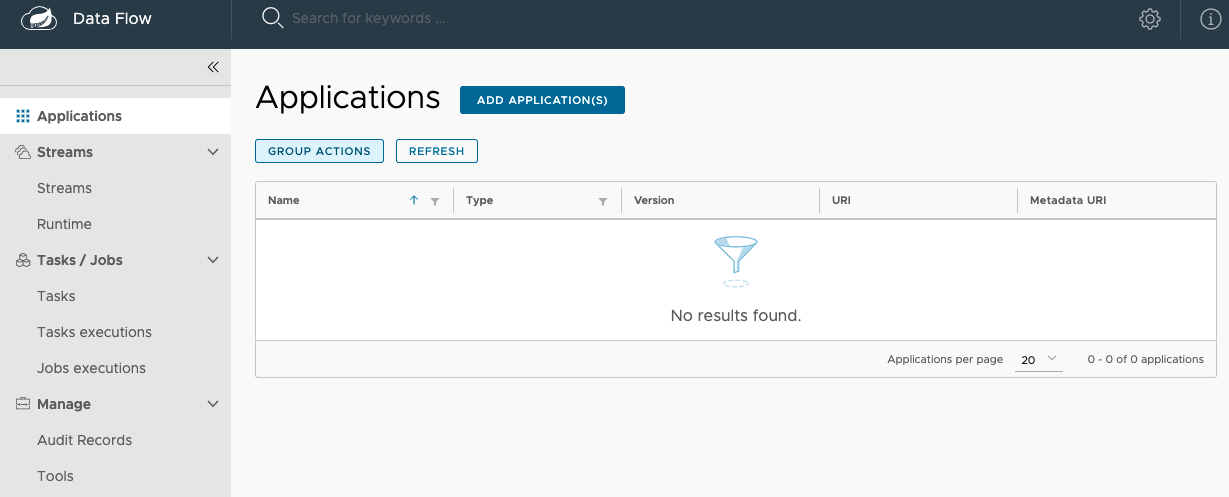 Data Flow
Search for keywords ...
Applications
Streams
Streams
Runtime
Tasks / Jobs
Tasks
Tasks executions
Jobs executions
Manage
Audit Records
Tools
Applications
ADD APPLICATION(S)
GROUP ACTIONS
REFRESH
Name
Type
Version
URI
Metadata URI
No results found.
Applications per page
20
0 - 0 of 0 applications